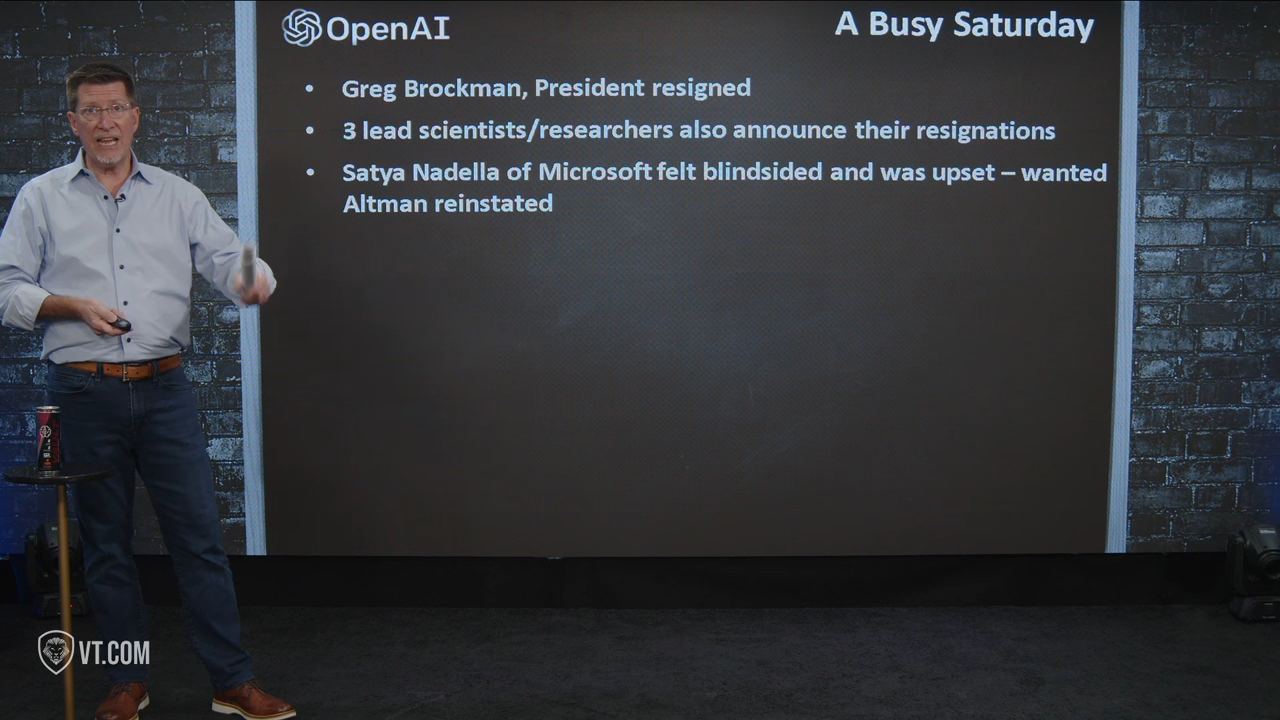 OpenAI
A Busy Saturday
• Greg Brockman, President resigned
• 3 lead scientists/researchers also announce their resignations
• Satya Nadella of Microsoft felt blindsided and was upset – wanted
Altman reinstated
VT.COM